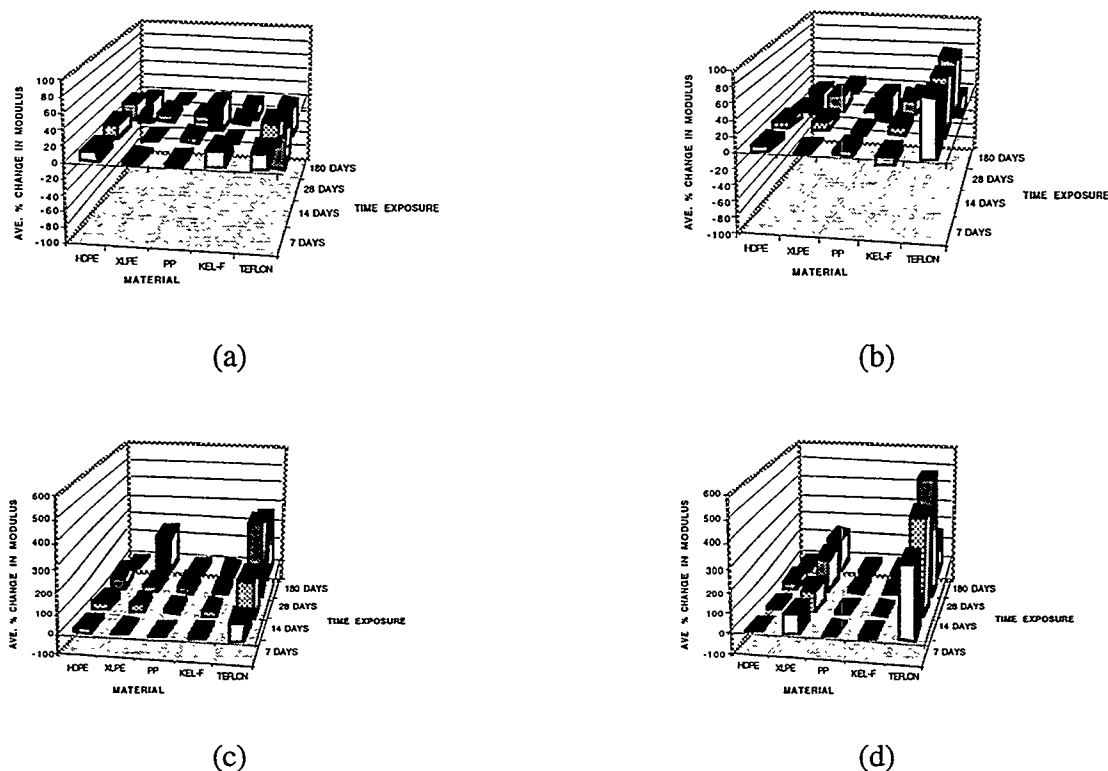 AVE. % CHANGE IN MODULUS
100
80
60
40
20
0
-20
-40
-60
-80
-100
HDPE
XLPE
PP
KEL-F
TEFLON
MATERIAL
7 DAYS
14 DAYS
28 DAYS
180 DAYS
TIME EXPOSURE
(a)
AVE. % CHANGE IN MODULUS
100
80
60
40
20
0
-20
-40
-60
-80
-100
HDPE
XLPE
PP
KEL-F
TEFLON
MATERIAL
7 DAYS
14 DAYS
28 DAYS
180 DAYS
TIME EXPOSURE
(b)
AVE. % CHANGE IN MODULUS
600
500
400
300
200
100
0
-100
HDPE
XLPE
PP
KEL-F
TEFLON
MATERIAL
7 DAYS
14 DAYS
28 DAYS
180 DAYS
TIME EXPOSURE
(c)
AVE % CHANGE IN MODULUS
600
500
400
300
200
100
0
-100
HDPE
XLPE
PP
KEL-F
TEFLON
MATERIAL
7 DAYS
14 DAYS
28 DAYS
180 DAYS
TIME EXPOSURE
(d)